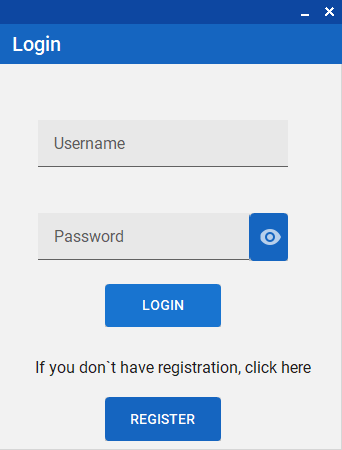 Login
Username
Password
LOGIN
If you don`t have registration, click here
REGISTER